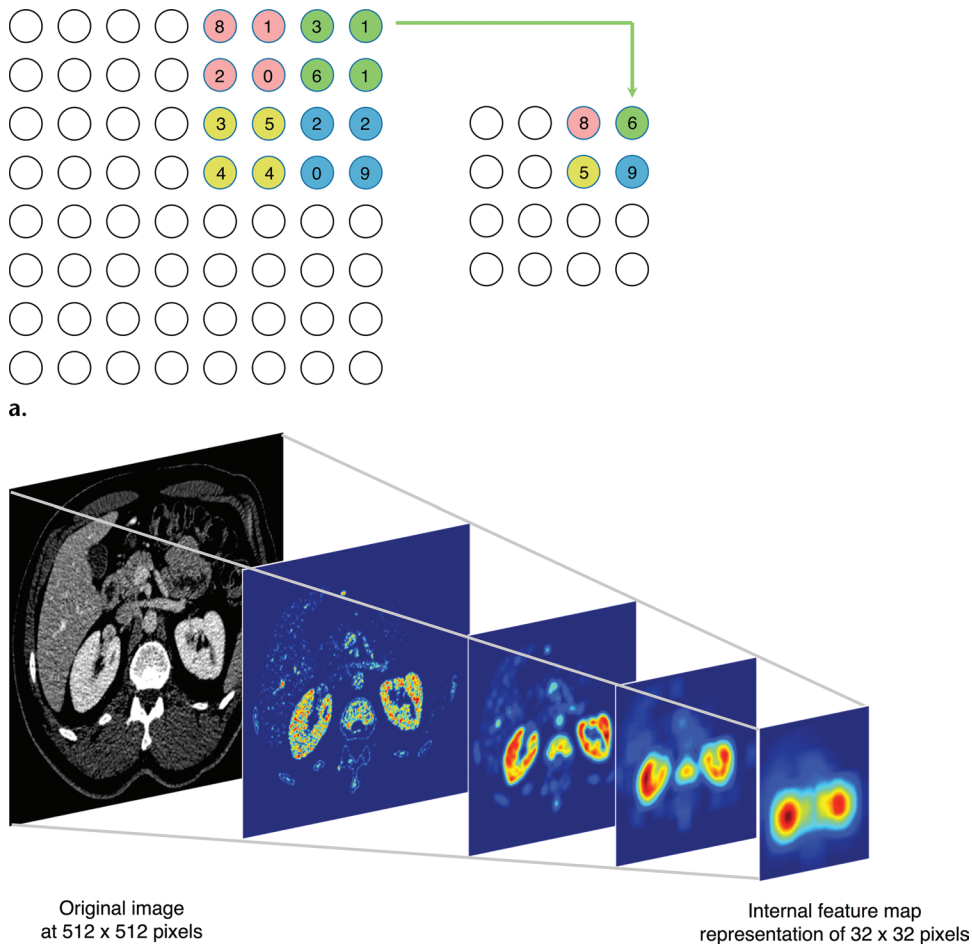 8 1 3 1
2 0 6 1
3 5 2 2
8 6
4 4 0 9
5 9
a.
Original image
at 512 x 512 pixels
Internal feature map
representation of 32 x 32 pixels